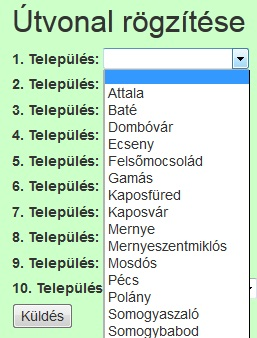 Útvonal rögzítése
1. Település:
2. Település:
3. Település:
4. Település:
5. Település:
6. Település:
7. Település:
8. Település:
9. Település:
10. Település
Küldés
Attala
Baté
Dombóvár
Ecseny
Felsőmocsolád
Gamás
Kaposfüred
Kaposvár
Mernye
Mernyeszentmiklós
Mosdós
Pécs
Polány
Somogyaszaló
Somogybabod